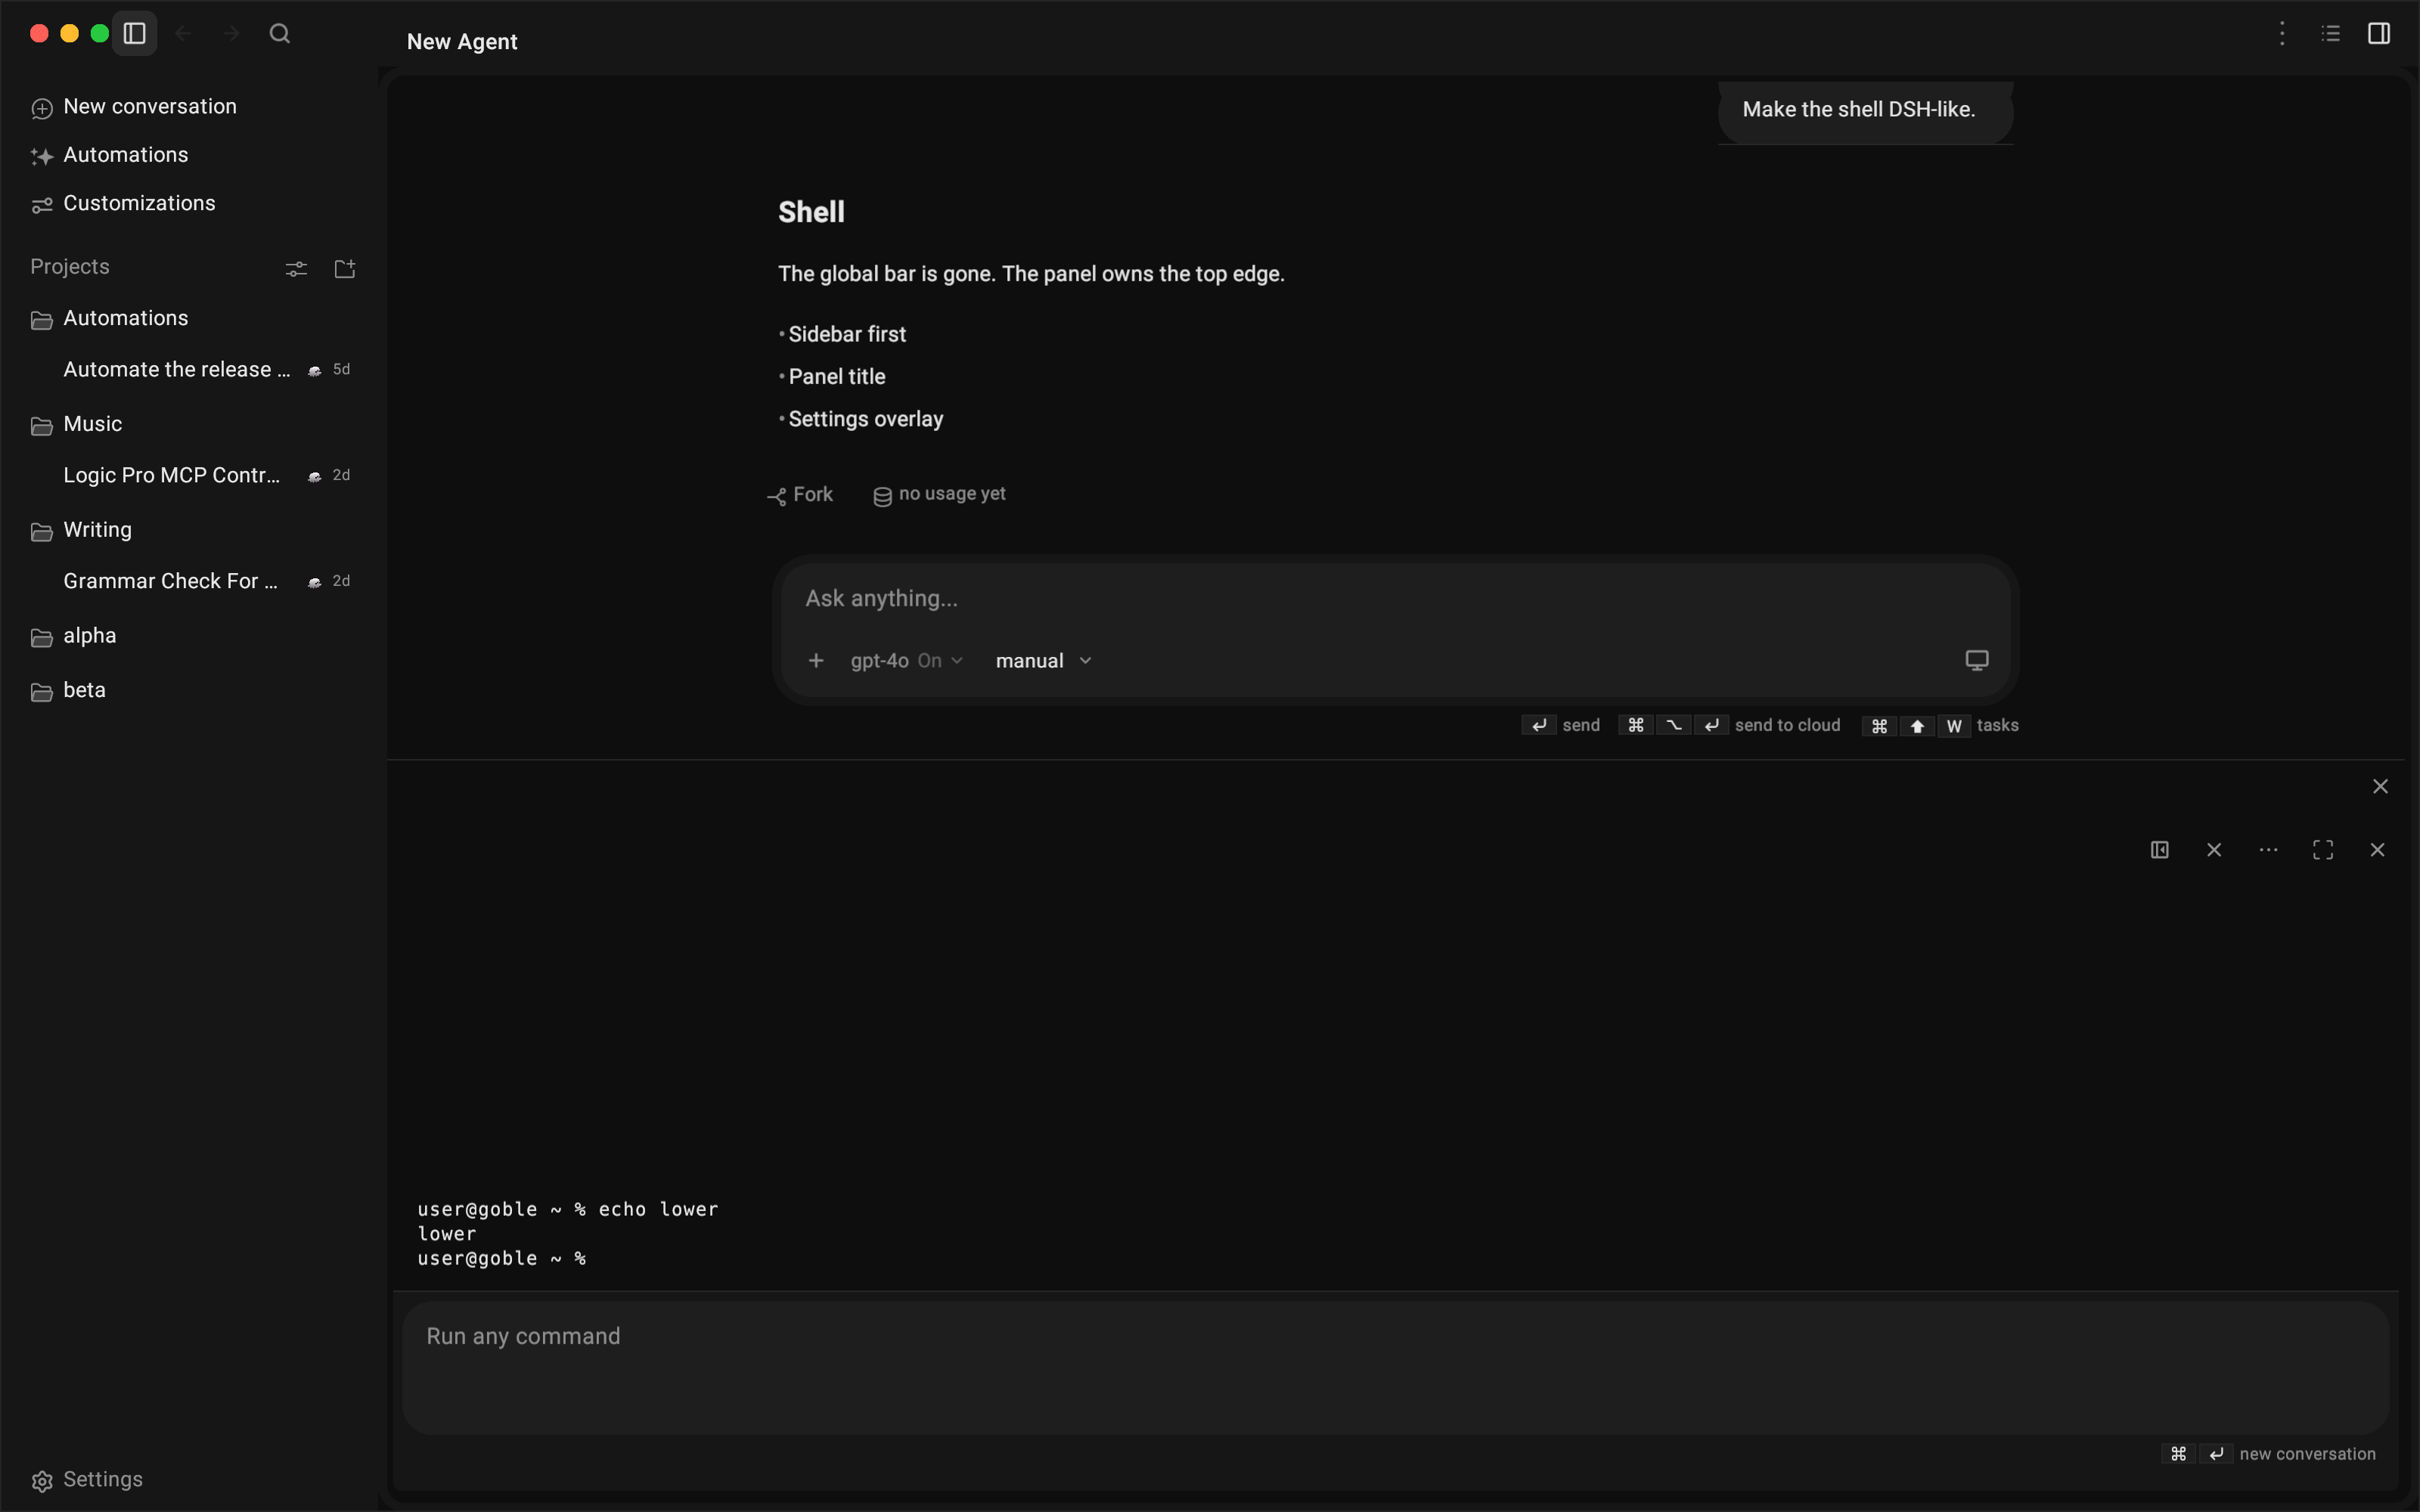 New Agent
New conversation
Automations
Customizations
Projects
Automations
Automate the release ... 5d
Music
Logic Pro MCP Contr... 2d
Writing
Grammar Check For ... 2d
alpha
beta
Settings
Make the shell DSH-like.
Shell
The global bar is gone. The panel owns the top edge.
• Sidebar first
• Panel title
• Settings overlay
Fork no usage yet
Ask anything...
gpt-4o On manual
send send to cloud W tasks
user@goble ~ % echo lower
lower
user@goble ~ %
Run any command
new conversation